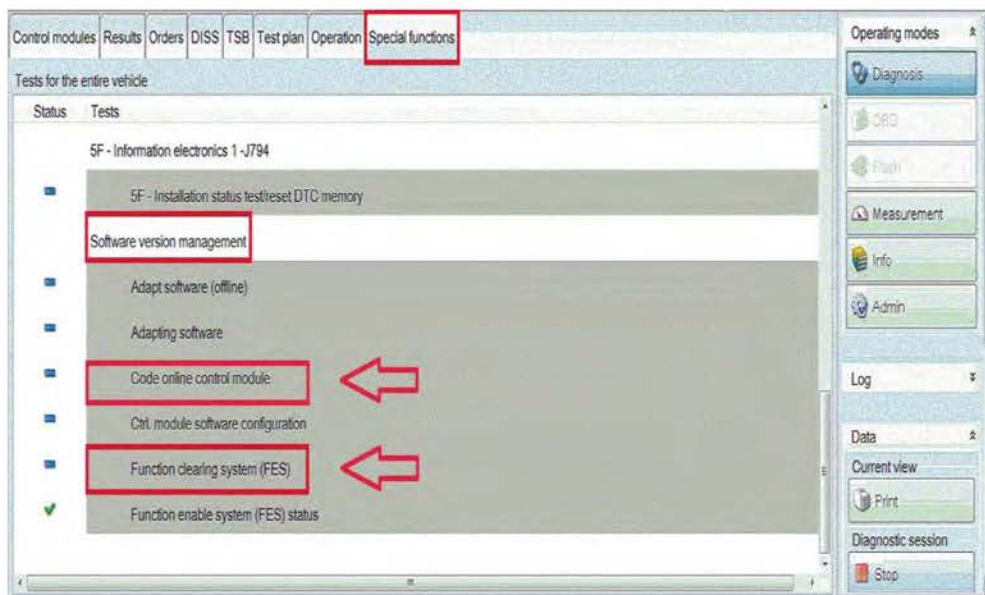 Control modules Results Orders DISS TSB Test plan Operation Special functions
Tests for the entire vehicle
Status Tests
5F - Information electronics 1 -J794
5F - Installation status test/reset DTC memory
Software version management
Adapt software (offline)
Adapting software
Code online control module
Ctrl. module software configuration
Function clearing system (FES)
Function enable system (FES) status
Operating modes
Diagnosis
OBD
Flash
Measurement
Info
Admin
Log
Data
Current view
Print
Diagnostic session
Stop